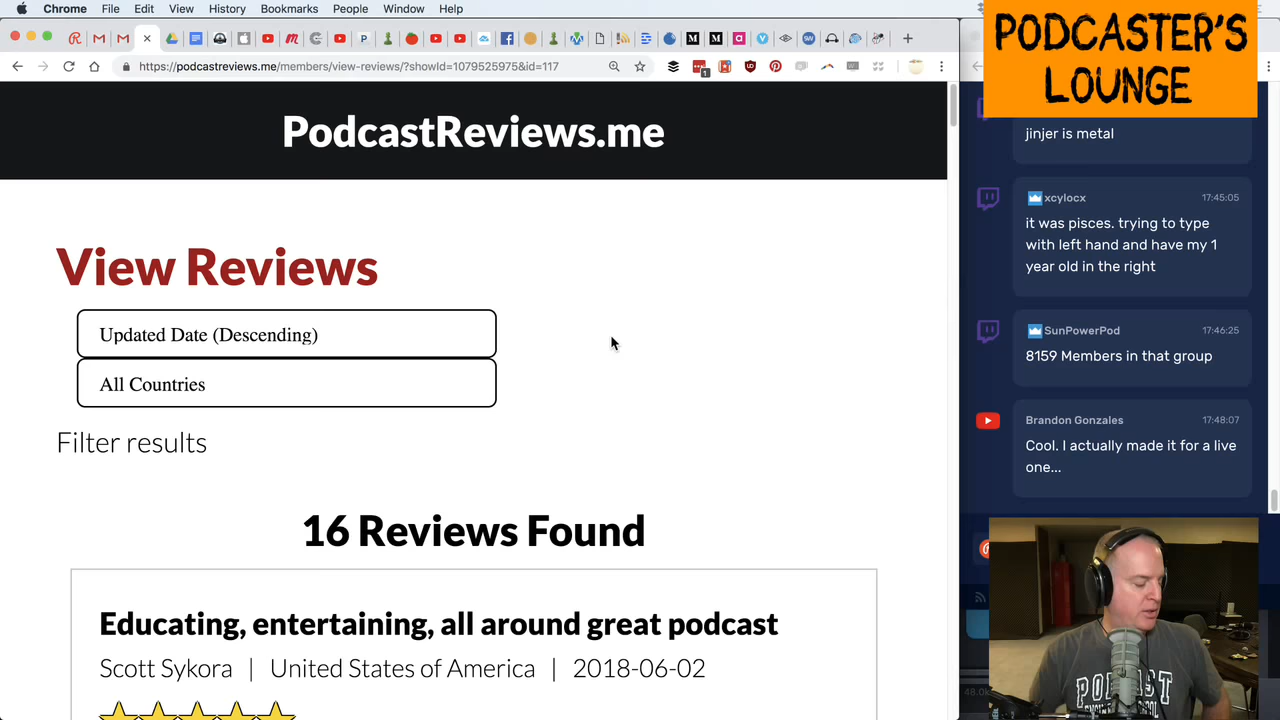 Chrome File Edit View History Bookmarks People Window Help
https://podcastreviews.me/members/view-reviews/?showId=1079525975&id=117
PodcastReviews.me
View Reviews
Updated Date (Descending)
All Countries
Filter results
16 Reviews Found
Educating, entertaining, all around great podcast
Scott Sykora | United States of America | 2018-06-02
PODCASTER'S
LOUNGE
jinjer is metal
xcylocx 17:45:05
it was pisces. trying to type
with left hand and have my 1
year old in the right
SunPowerPod 17:46:25
8159 Members in that group
Brandon Gonzales 17:48:07
Cool. I actually made it for a live
one...
48.0k
PODCAST